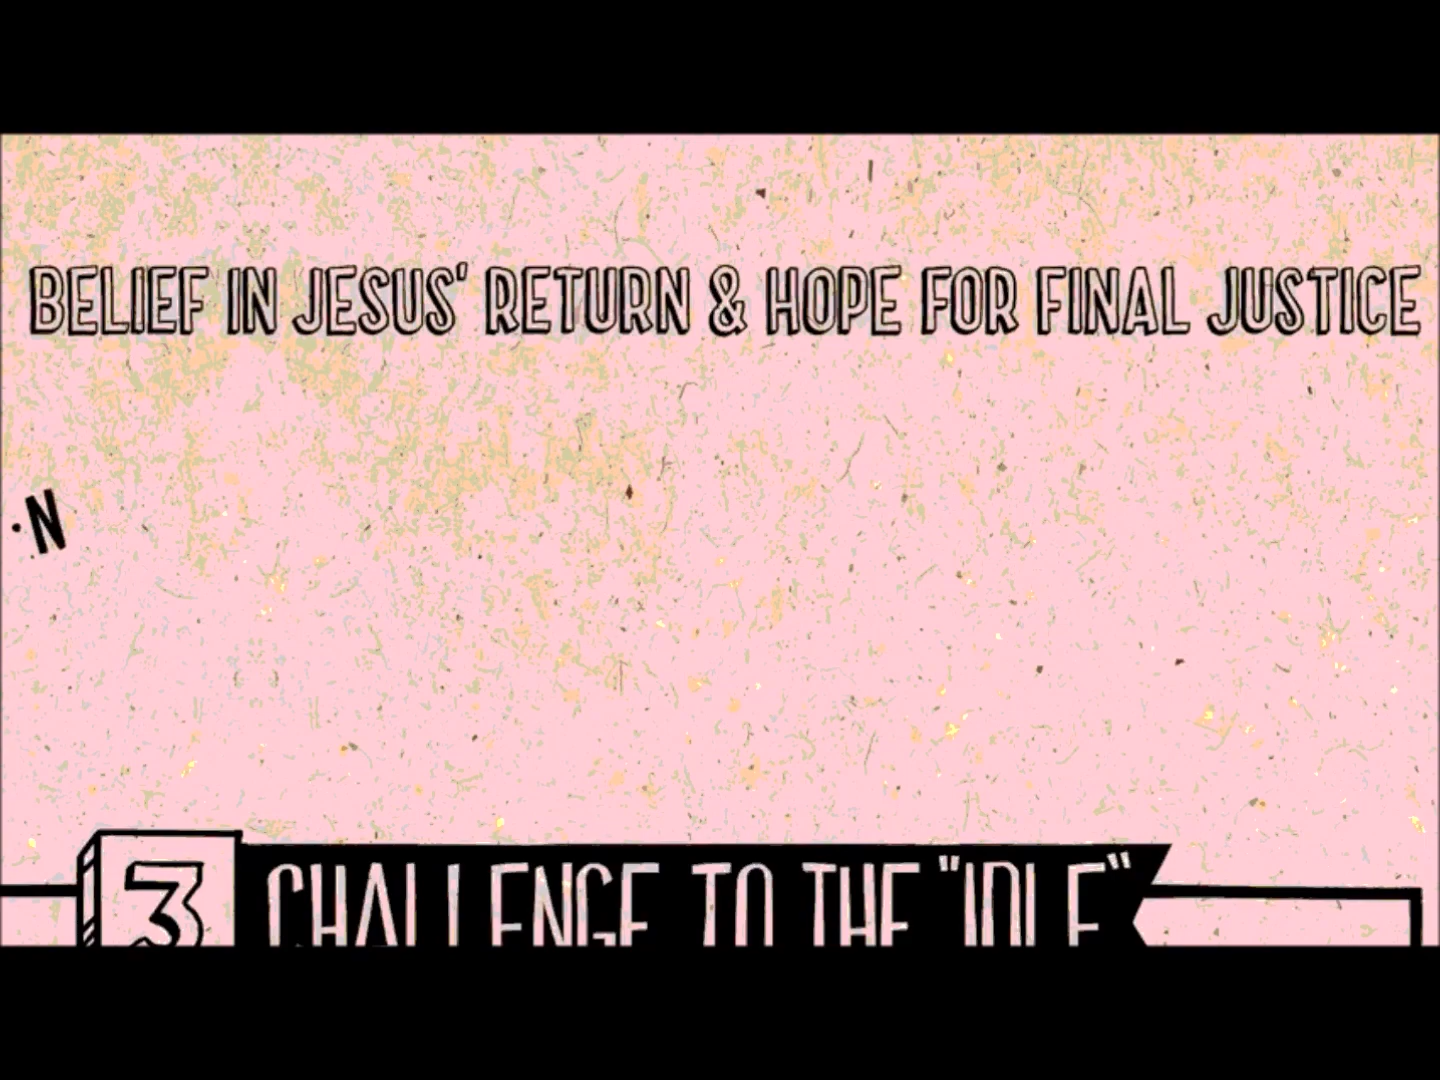 BELIEF IN JESUS' RETURN & HOPE FOR FINAL JUSTICE
N
3 CHALLENGE TO THE "IDLE"